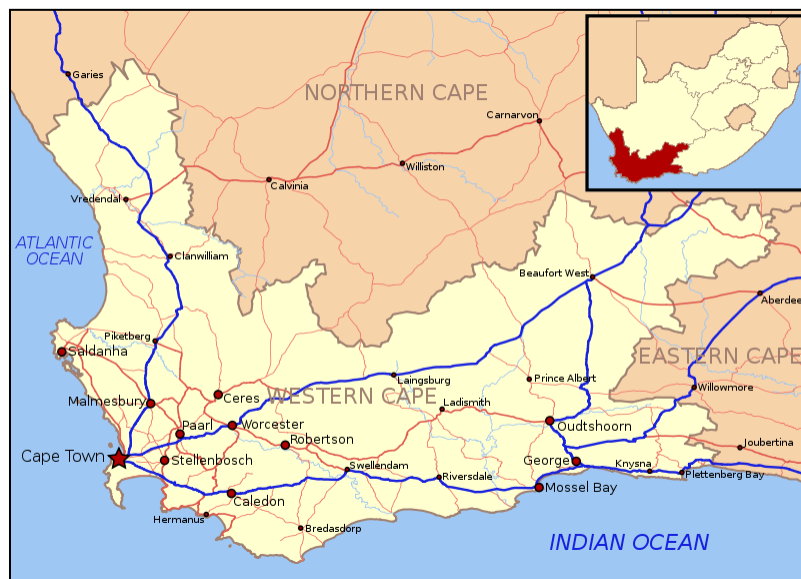 Garies
NORTHERN CAPE
Carnarvon
Williston
Calvinia
Vredendal
ATLANTIC
OCEAN
Clanwilliam
Beaufort West
Aberdee
Piketberg
Saldanha
EASTERN CAPE
Laingsburg
Prince Albert
Willowmore
Ceres
WESTERN CAPE
Malmesbury
Ladismith
Paarl
Worcester
Oudtshoorn
Robertson
Joubertina
Cape Town
Stellenbosch
George
Knysna
Swellendam
Riversdale
Plettenberg Bay
Mossel Bay
Caledon
Hermanus
Bredasdorp
INDIAN OCEAN